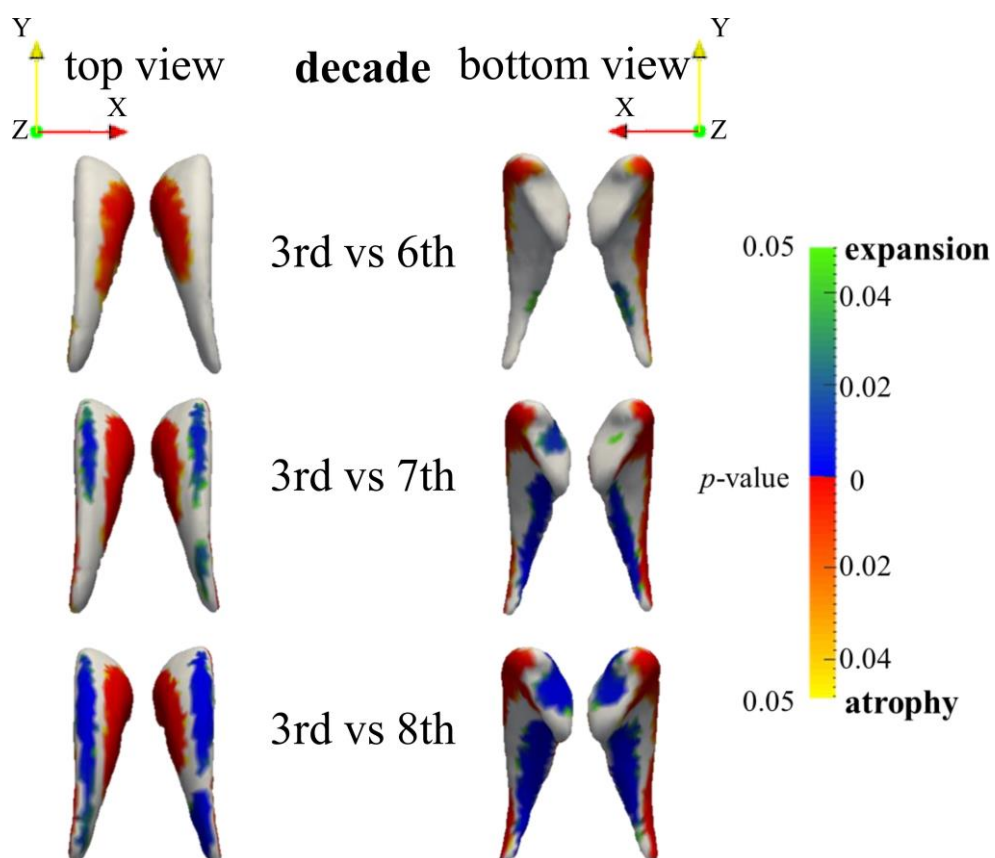 Y
Y
top view decade bottom view
X
X
Z
Z
3rd vs 6th
0.05 expansion
0.04
0.02
3rd vs 7th
p-value 0
0.02
0.04
3rd vs 8th
0.05 atrophy